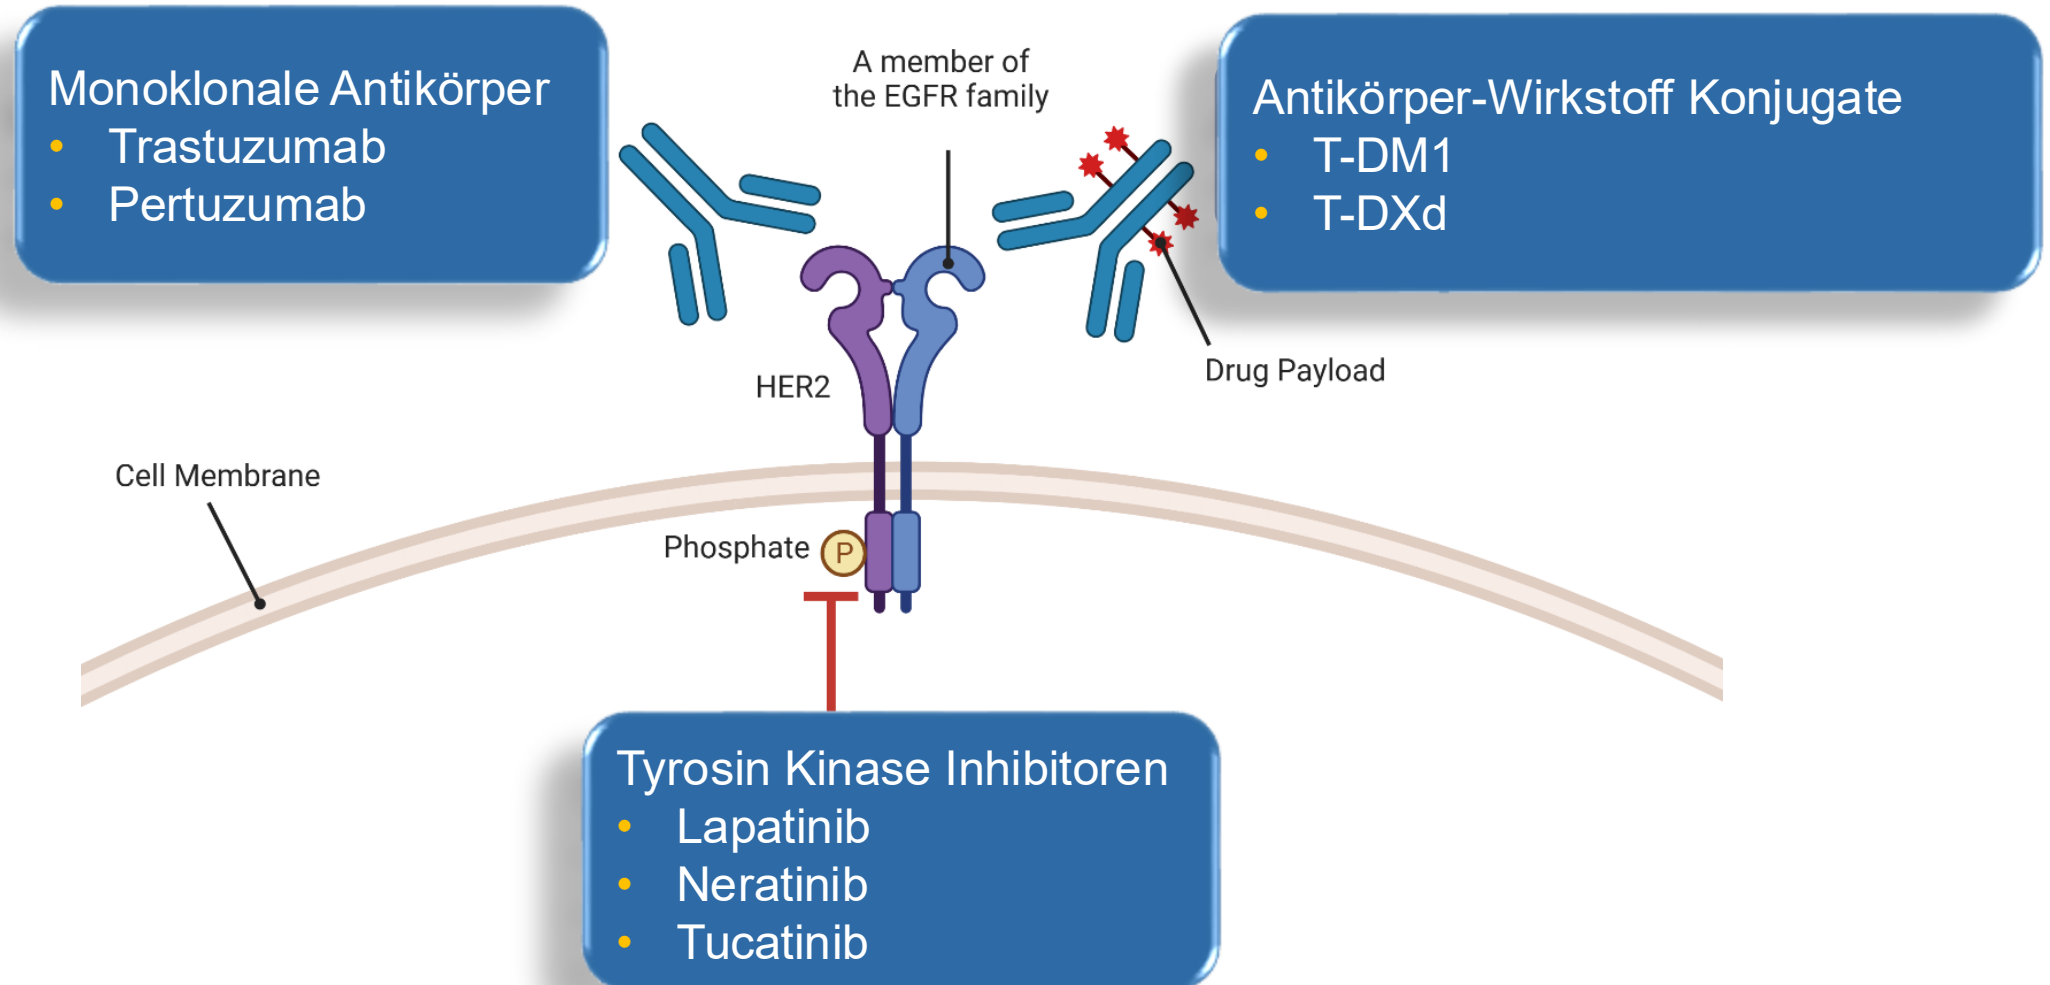 Monoklonale Antikörper
• Trastuzumab
• Pertuzumab
A member of
the EGFR family
Antikörper-Wirkstoff Konjugate
• T-DM1
• T-DXd
Drug Payload
HER2
Cell Membrane
Phosphate
P
Tyrosin Kinase Inhibitoren
• Lapatinib
• Neratinib
• Tucatinib